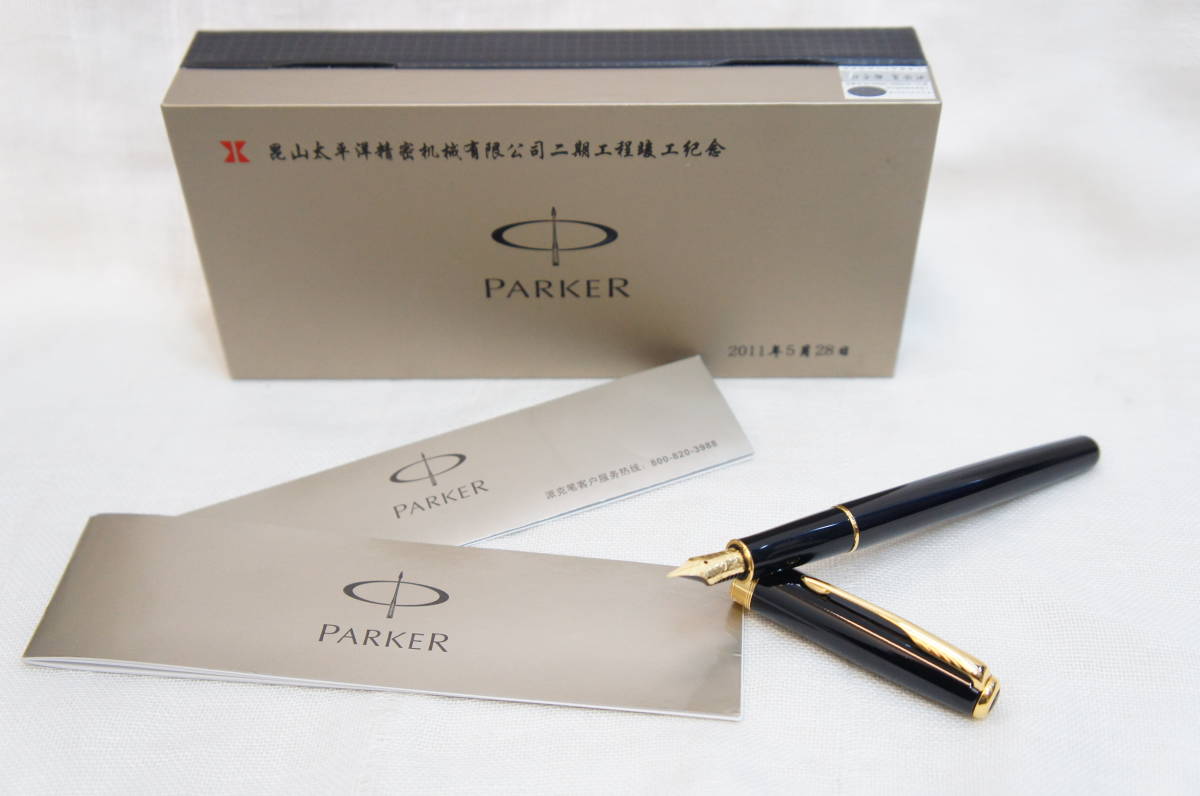 昆山太平洋精密机械有限公司二期工程竣工纪念
PARKER
2011年5月28日
PARKER
派克笔客户服务热线：800-820-3988
PARKER